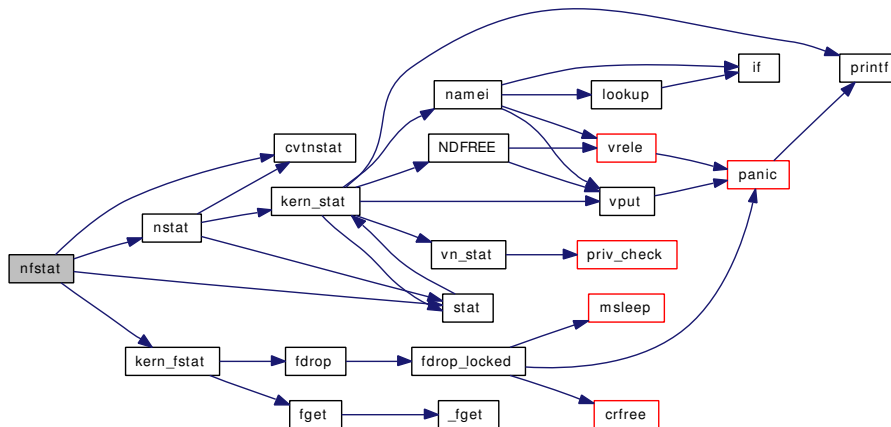 if
printf
namei
lookup
cvtnstat
NDFREE
vrele
panic
kern_stat
vput
nstat
vn_stat
priv_check
nfstat
stat
msleep
kern_fstat
fdrop
fdrop_locked
fget
_fget
crfree